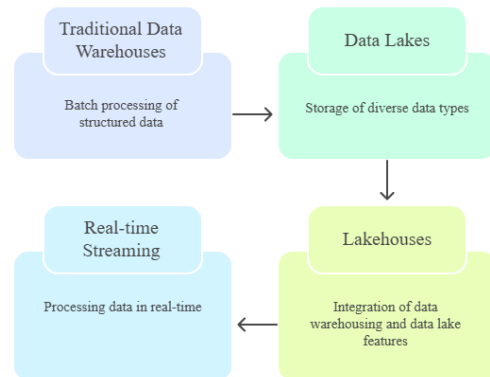 Traditional Data
Warehouses
Batch processing of
structured data
Data Lakes
Storage of diverse data types
Lakehouses
Integration of data
warehousing and data lake
features
Real-time
Streaming
Processing data in real-time